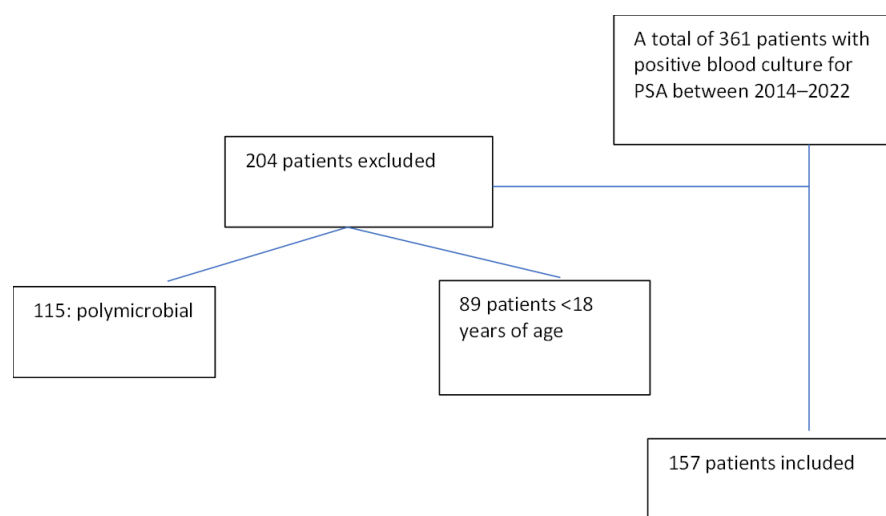 A total of 361 patients with
positive blood culture for
PSA between 2014–2022
204 patients excluded
115: polymicrobial
89 patients <18
years of age
157 patients included